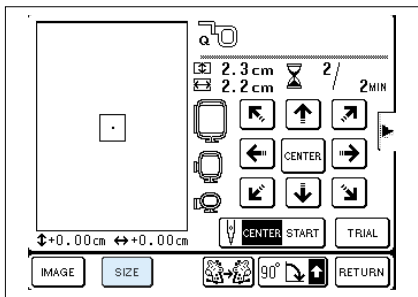 Q
2.3cm 2/
2.2cm 2MIN
CENTER
CENTER START TRIAL
+0.00cm +0.00cm
IMAGE SIZE 90° RETURN